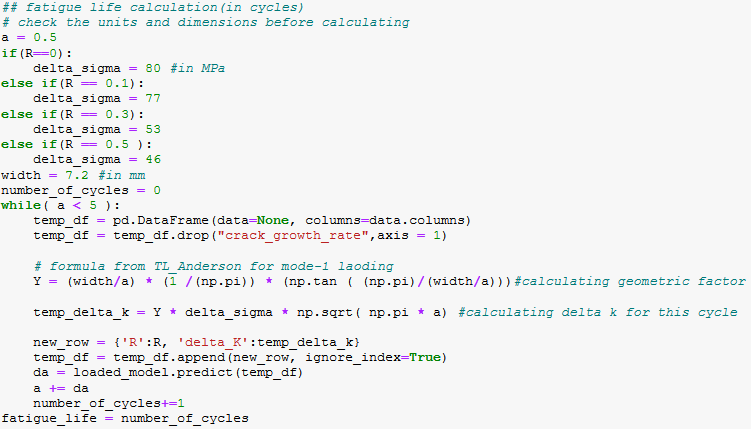 ## fatigue life calculation(in cycles)
# check the units and dimensions before calculating
a = 0.5
if(R==0):
    delta_sigma = 80 #in MPa
else if(R == 0.1):
    delta_sigma = 77
else if(R == 0.3):
    delta_sigma = 53
else if(R == 0.5 ):
    delta_sigma = 46
width = 7.2 #in mm
number_of_cycles = 0
while( a < 5 ):
    temp_df = pd.DataFrame(data=None, columns=data.columns)
    temp_df = temp_df.drop("crack_growth_rate",axis = 1)
    # formula from TL_Anderson for mode-1 laoding
    Y = (width/a) * (1 /(np.pi)) * (np.tan ( (np.pi)/(width/a)))#calculating geometric factor
    temp_delta_k = Y * delta_sigma * np.sqrt( np.pi * a) #calculating delta k for this cycle
    new_row = {'R':R, 'delta_K':temp_delta_k}
    temp_df = temp_df.append(new_row, ignore_index=True)
    da = loaded_model.predict(temp_df)
    a += da
    number_of_cycles+=1
fatigue_life = number_of_cycles